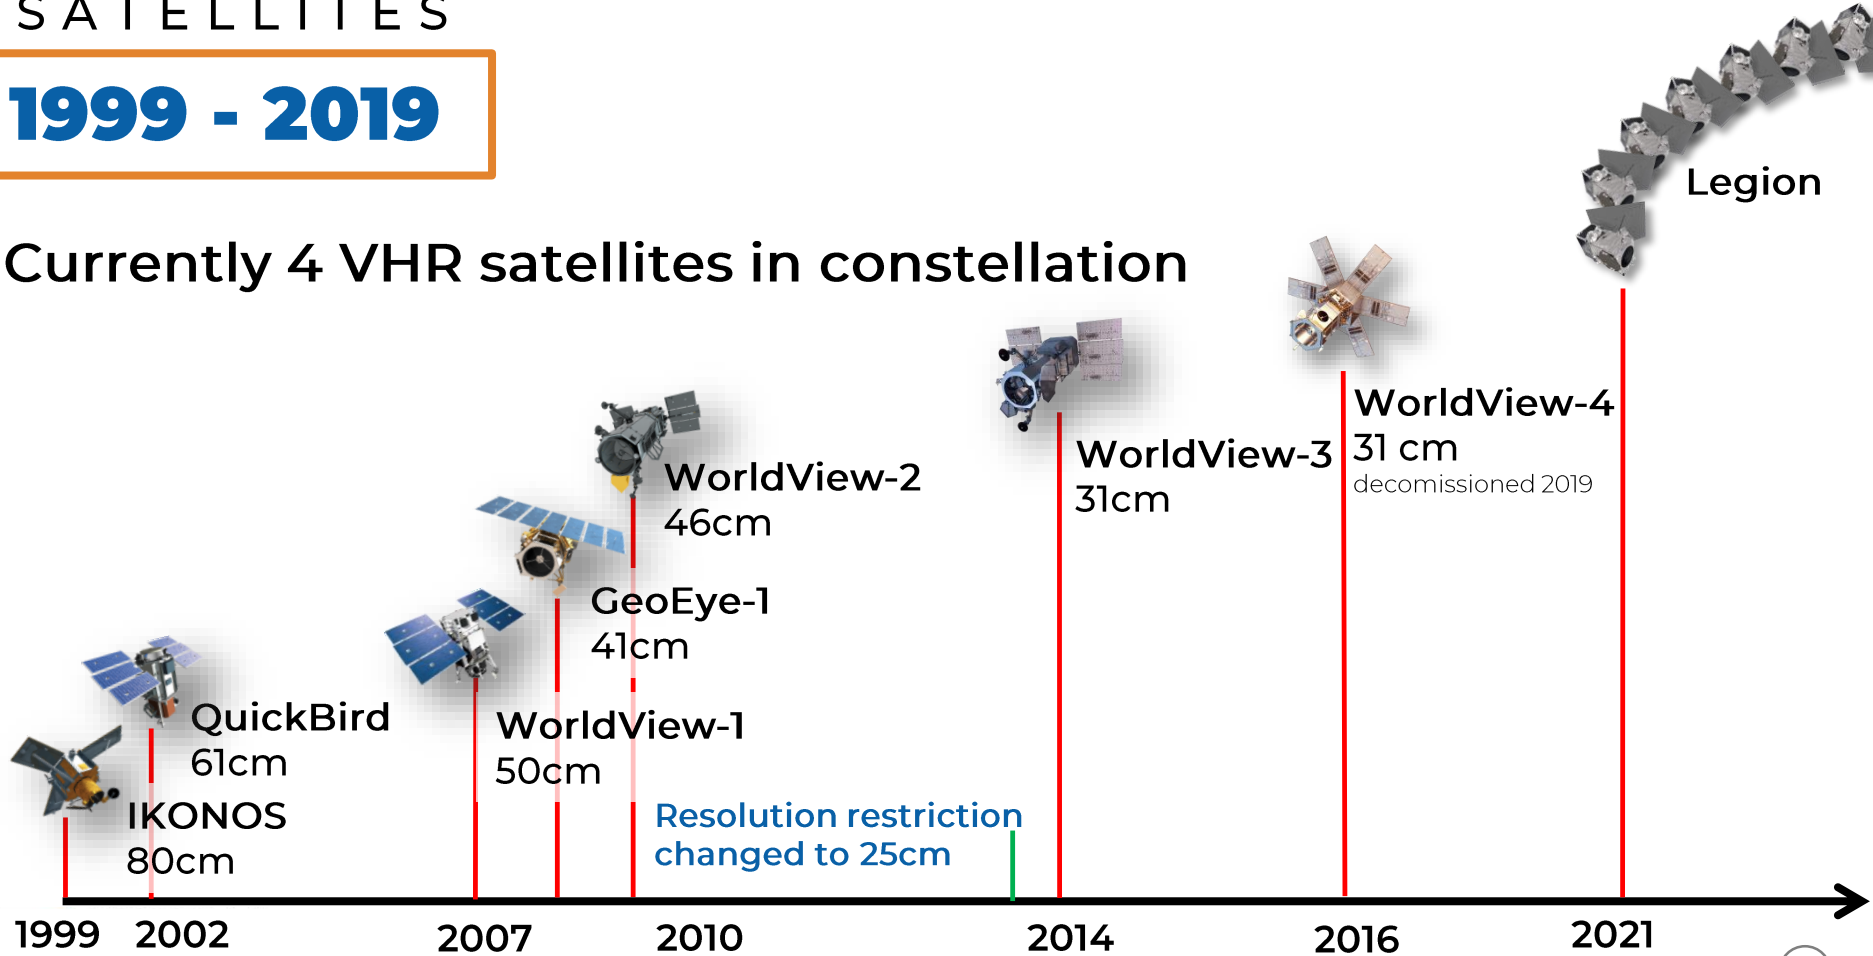 SATELLITES
1999 - 2019
Legion
Currently 4 VHR satellites in constellation
WorldView-4
31 cm
decomissioned 2019
WorldView-3
31cm
WorldView-2
46cm
GeoEye-1
41cm
WorldView-1
50cm
QuickBird
61cm
IKONOS
80cm
Resolution restriction
changed to 25cm
1999 2002 2007 2010 2014 2016 2021